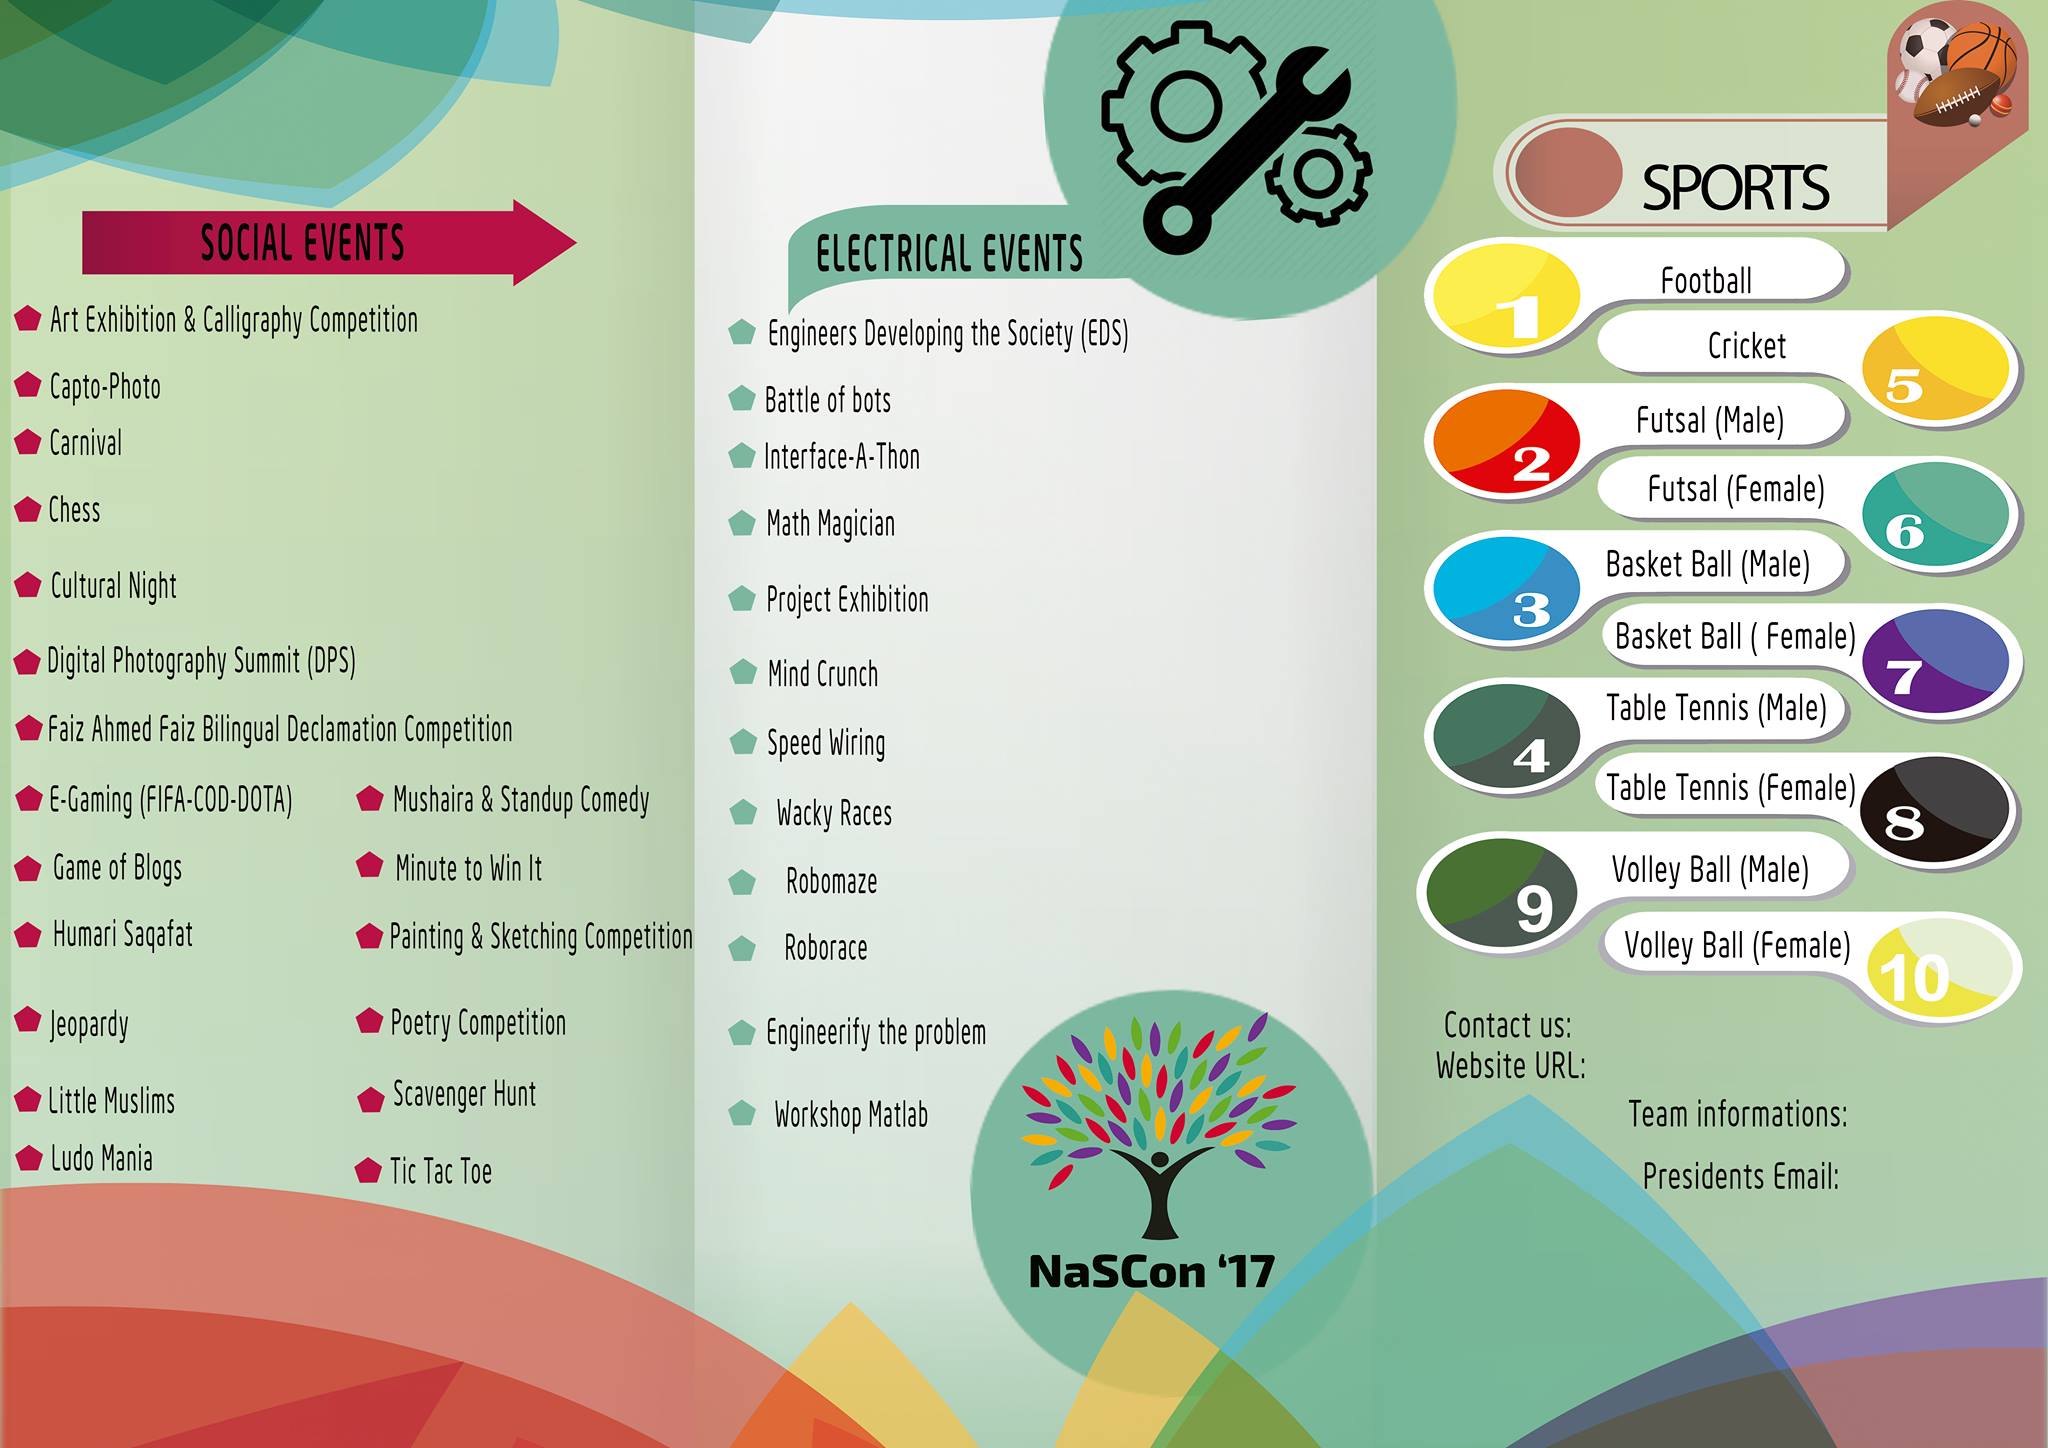 SOCIAL EVENTS
Art Exhibition & Calligraphy Competition
Capto-Photo
Carnival
Chess
Cultural Night
Digital Photography Summit (DPS)
Faiz Ahmed Faiz Bilingual Declamation Competition
E-Gaming (FIFA-COD-DOTA)
Game of Blogs
Humari Saqafat
Jeopardy
Little Muslims
Ludo Mania
Mushaira & Standup Comedy
Minute to Win It
Painting & Sketching Competition
Poetry Competition
Scavenger Hunt
Tic Tac Toe
ELECTRICAL EVENTS
Engineers Developing the Society (EDS)
Battle of bots
Interface-A-Thon
Math Magician
Project Exhibition
Mind Crunch
Speed Wiring
Wacky Races
Robomaze
Roborace
Engineerify the problem
Workshop Matlab
NaSCon ‘17
SPORTS
1 Football
Cricket 5
2 Futsal (Male)
Futsal (Female) 6
3 Basket Ball (Male)
Basket Ball ( Female) 7
4 Table Tennis (Male)
Table Tennis (Female) 8
9 Volley Ball (Male)
Volley Ball (Female) 10
Contact us:
Website URL:
Team informations:
Presidents Email: